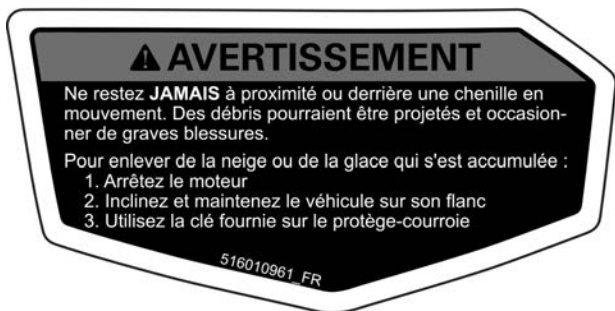 AVERTISSEMENT
Ne restez JAMAIS à proximité ou derrière une chenille en
mouvement. Des débris pourraient être projetés et occasion-
ner de graves blessures.
Pour enlever de la neige ou de la glace qui s'est accumulée :
1. Arrêtez le moteur
2. Inclinez et maintenez le véhicule sur son flanc
3. Utilisez la clé fournie sur le protège-courroie
516010961_FR